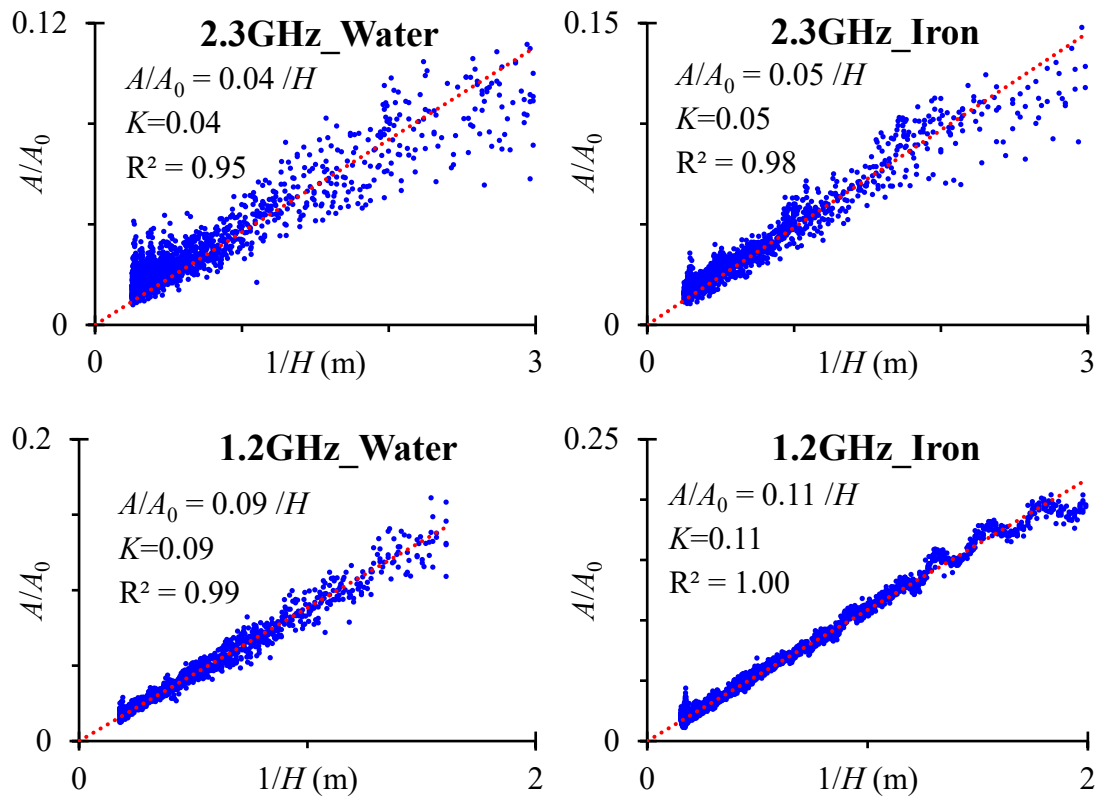 2.3GHz_Water
0.12
A/A₀ = 0.04 /H
K=0.04
R² = 0.95
A/A₀
0
0
1/H (m)
3
2.3GHz_Iron
0.15
A/A₀ = 0.05 /H
K=0.05
R² = 0.98
A/A₀
0
0
1/H (m)
3
1.2GHz_Water
0.2
A/A₀ = 0.09 /H
K=0.09
R² = 0.99
A/A₀
0
0
1/H (m)
2
1.2GHz_Iron
0.25
A/A₀ = 0.11 /H
K=0.11
R² = 1.00
A/A₀
0
0
1/H (m)
2